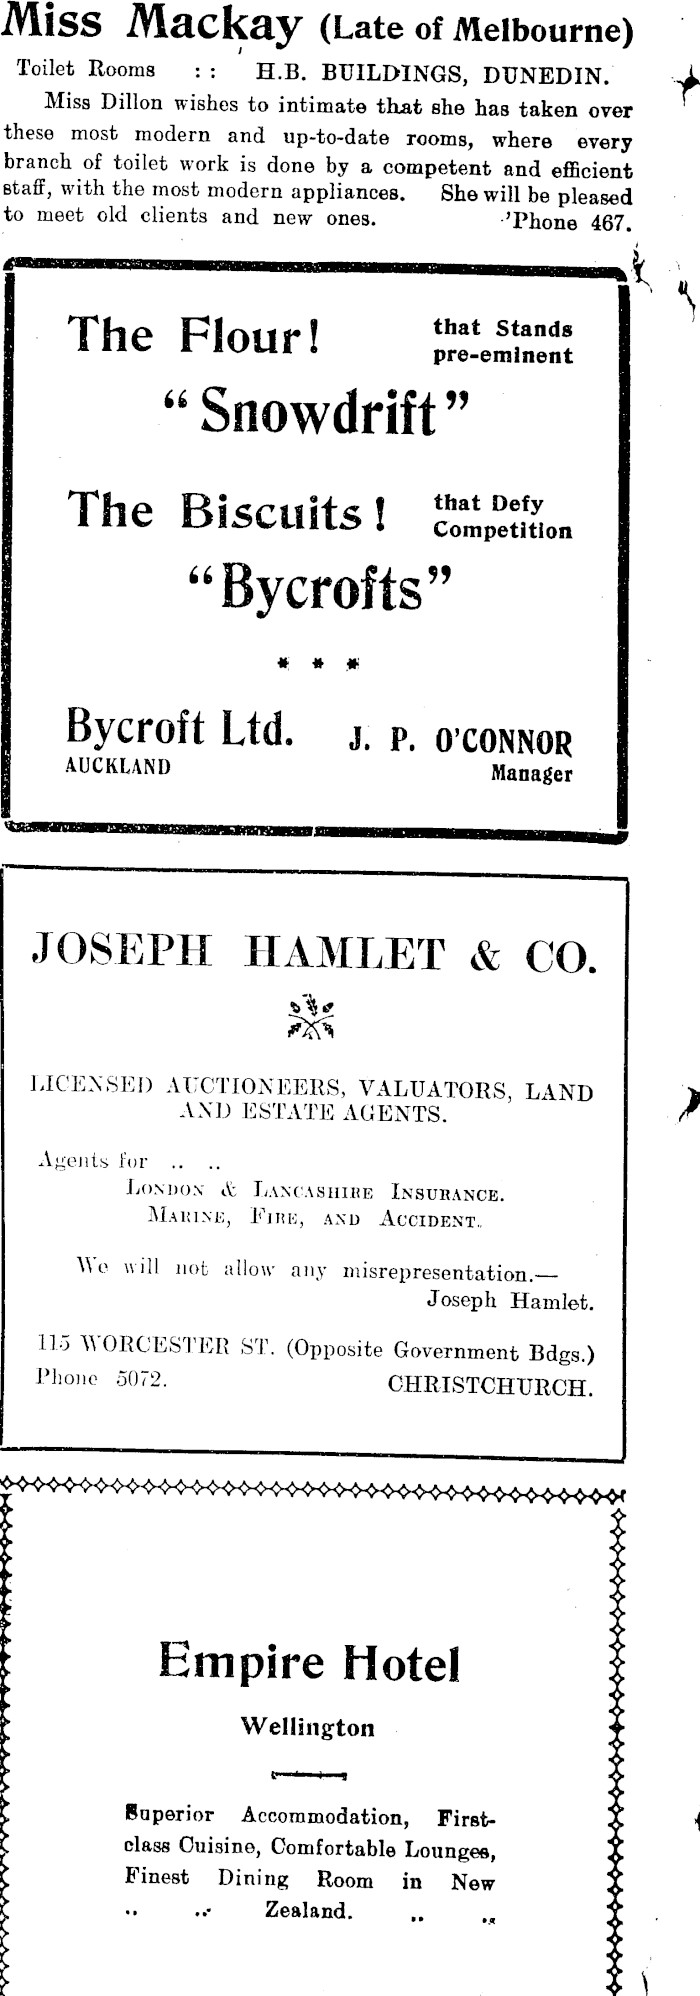 Miss Mackay (Late of Melbourne)
Toilet Rooms : : H.B. BUILDINGS, DUNEDIN.
Miss Dillon wishes to intimate that she has taken over
these most modern and up-to-date rooms, where every
branch of toilet work is done by a competent and efficient
staff, with the most modern appliances. She will be pleased
to meet old clients and new ones. 'Phone 467.
The Flour! that Stands
pre-eminent
“Snowdrift”
The Biscuits! that Defy
Competition
“Bycrofts”
* * *
Bycroft Ltd. J. P. O'CONNOR
AUCKLAND Manager
JOSEPH HAMLET & CO.
LICENSED AUCTIONEERS, VALUATORS, LAND
AND ESTATE AGENTS.
Agents for .. ..
LONDON & LANCASHIRE INSURANCE.
MARINE, FIRE, AND ACCIDENT.
We will not allow any misrepresentation.—
Joseph Hamlet.
115 WORCESTER ST. (Opposite Government Bdgs.)
Phone 5072. CHRISTCHURCH.
Empire Hotel
Wellington
Superior Accommodation, First-
class Cuisine, Comfortable Lounges,
Finest Dining Room in New
.. .. Zealand. .. ..